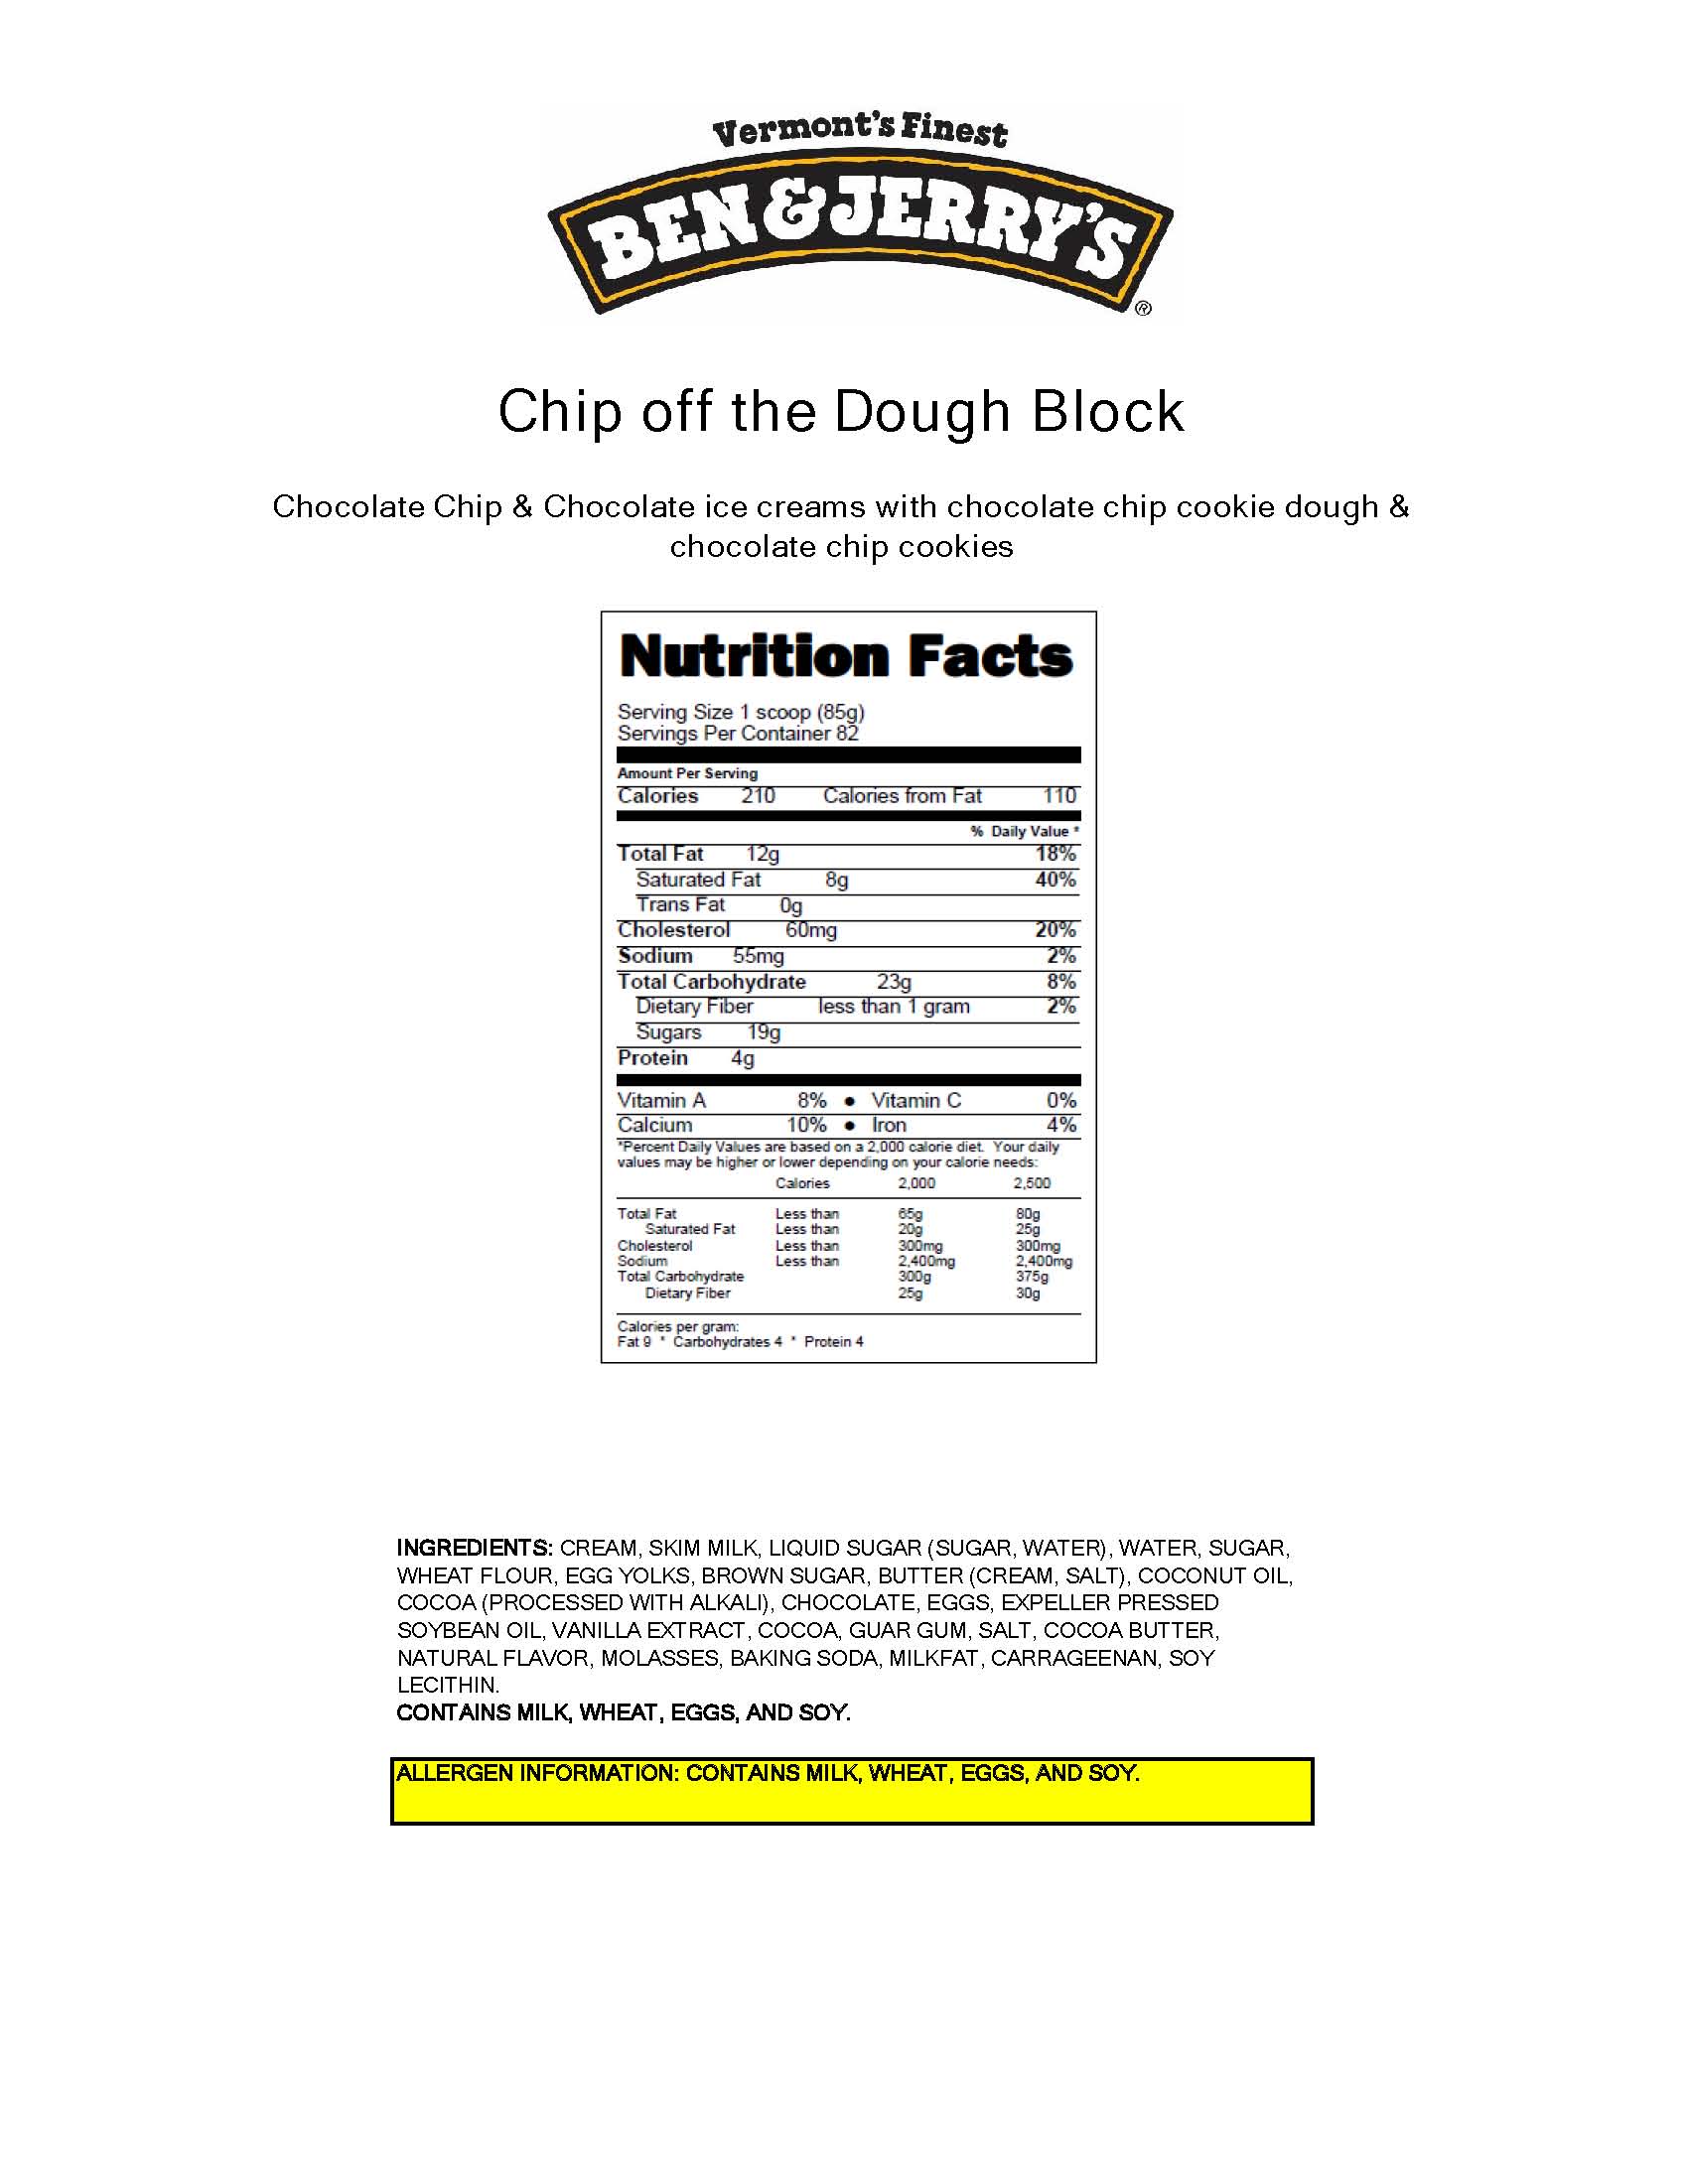 Vermont's Finest
BEN & JERRY'S
®
Chip off the Dough Block
Chocolate Chip & Chocolate ice creams with chocolate chip cookie dough &
chocolate chip cookies
Nutrition Facts
Serving Size 1 scoop (85g)
Servings Per Container 82
Amount Per Serving
Calories 210 Calories from Fat 110
% Daily Value *
Total Fat 12g 18%
Saturated Fat 8g 40%
Trans Fat 0g
Cholesterol 60mg 20%
Sodium 55mg 2%
Total Carbohydrate 23g 8%
Dietary Fiber less than 1 gram 2%
Sugars 19g
Protein 4g
Vitamin A 8% ● Vitamin C 0%
Calcium 10% ● Iron 4%
*Percent Daily Values are based on a 2,000 calorie diet. Your daily
values may be higher or lower depending on your calorie needs:
Calories 2,000 2,500
Total Fat Less than 65g 80g
Saturated Fat Less than 20g 25g
Cholesterol Less than 300mg 300mg
Sodium Less than 2,400mg 2,400mg
Total Carbohydrate 300g 375g
Dietary Fiber 25g 30g
Calories per gram:
Fat 9 * Carbohydrates 4 * Protein 4
INGREDIENTS: CREAM, SKIM MILK, LIQUID SUGAR (SUGAR, WATER), WATER, SUGAR,
WHEAT FLOUR, EGG YOLKS, BROWN SUGAR, BUTTER (CREAM, SALT), COCONUT OIL,
COCOA (PROCESSED WITH ALKALI), CHOCOLATE, EGGS, EXPELLER PRESSED
SOYBEAN OIL, VANILLA EXTRACT, COCOA, GUAR GUM, SALT, COCOA BUTTER,
NATURAL FLAVOR, MOLASSES, BAKING SODA, MILKFAT, CARRAGEENAN, SOY
LECITHIN.
CONTAINS MILK, WHEAT, EGGS, AND SOY.
ALLERGEN INFORMATION: CONTAINS MILK, WHEAT, EGGS, AND SOY.